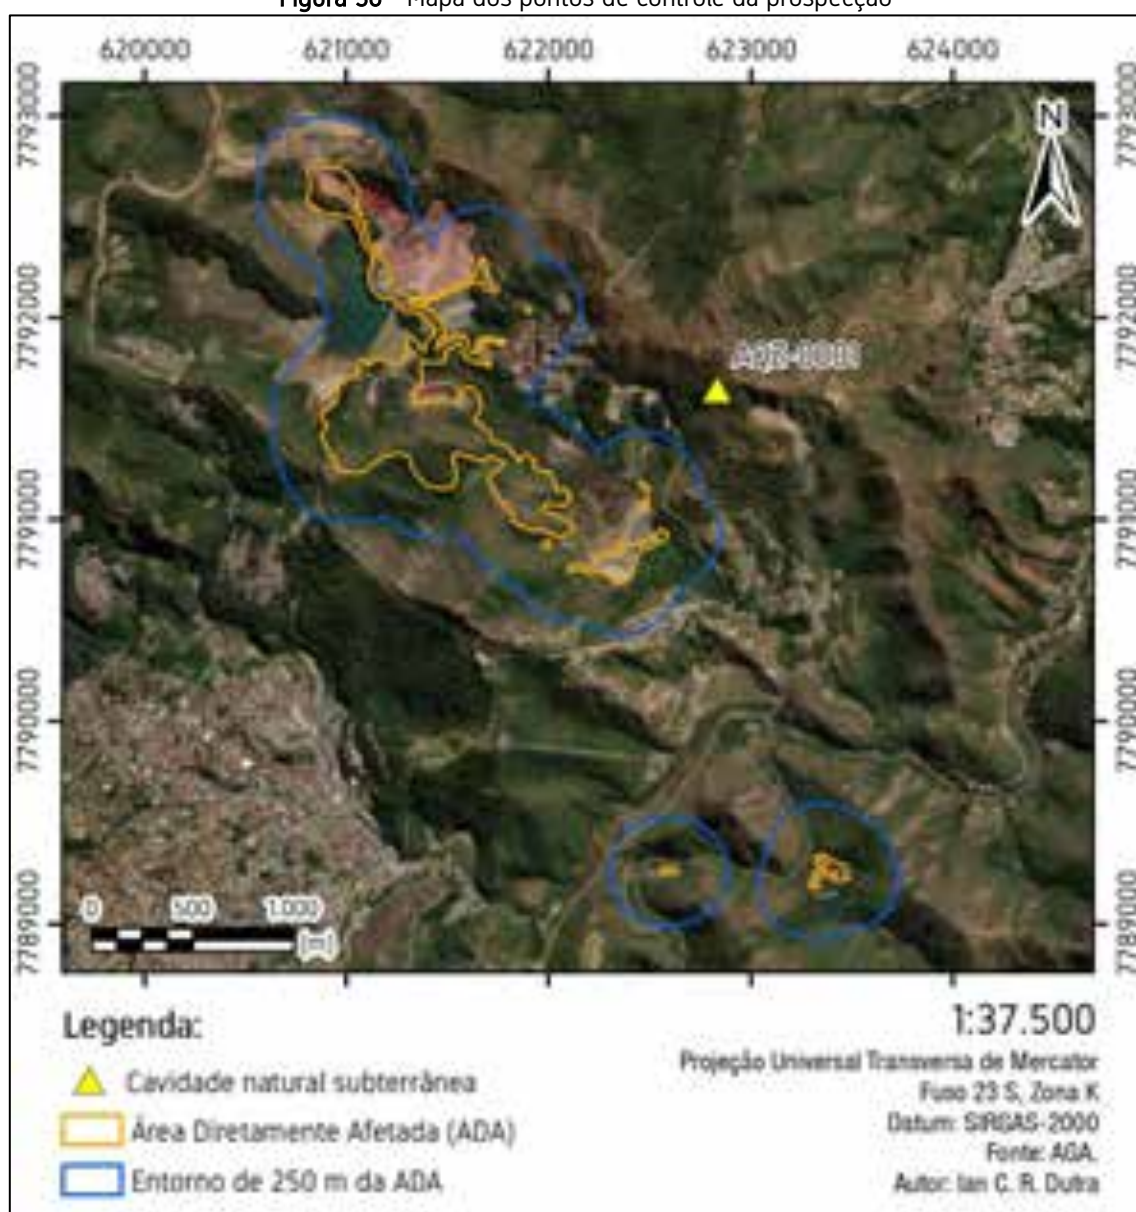 Figura 56 - Mapa dos pontos de controle da prospecção
620000 621000 622000 623000 624000
7793000 7793000
7792000 7792000
7791000 7791000
7790000 7790000
7789000 7789000
N
0 500 1.000
(m)
Legenda:
Cavidade natural subterrânea
Área Diretamente Afetada (ADA)
Entorno de 250 m da ADA
1:37.500
Projeção Universal Transversa de Mercator
Fuso 23 S, Zona K
Datum: SIRGAS-2000
Fonte: AGA.
Autor: Ian C. R. Dutra